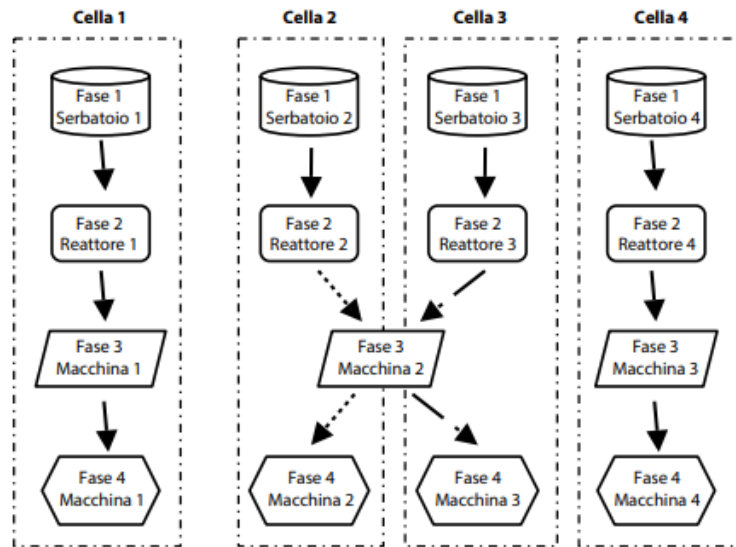 Cella 1
Cella 2
Cella 3
Cella 4
Fase 1
Serbatoio 1
Fase 1
Serbatoio 2
Fase 1
Serbatoio 3
Fase 1
Serbatoio 4
Fase 2
Reattore 1
Fase 2
Reattore 2
Fase 2
Reattore 3
Fase 2
Reattore 4
Fase 3
Macchina 1
Fase 3
Macchina 2
Fase 3
Macchina 3
Fase 4
Macchina 1
Fase 4
Macchina 2
Fase 4
Macchina 3
Fase 4
Macchina 4